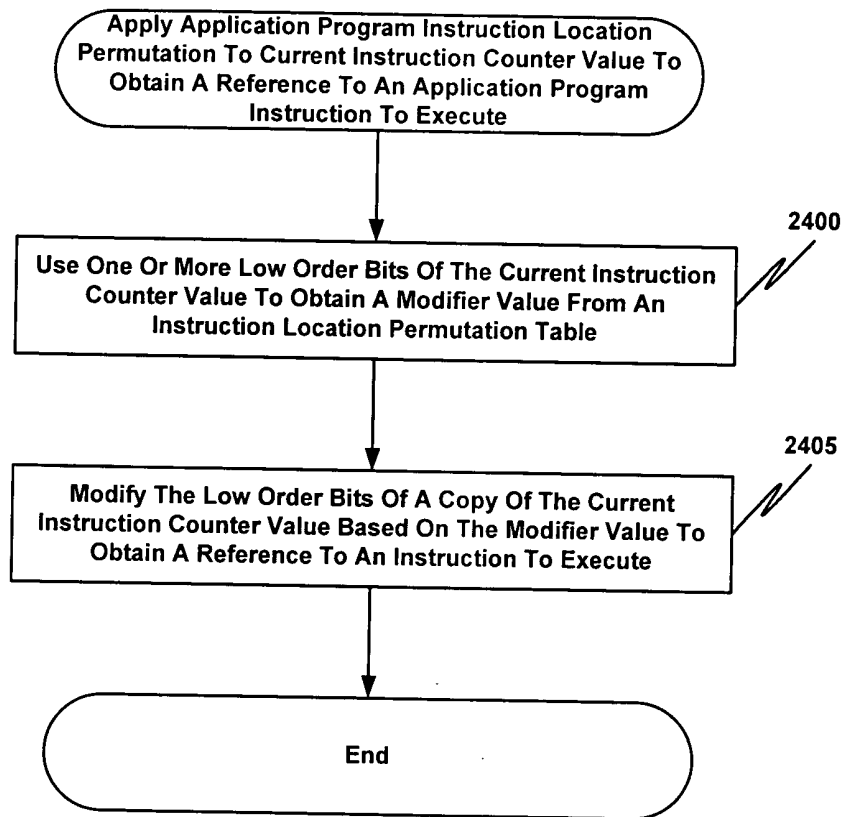 Apply Application Program Instruction Location
Permutation To Current Instruction Counter Value To
Obtain A Reference To An Application Program
Instruction To Execute
2400
Use One Or More Low Order Bits Of The Current Instruction
Counter Value To Obtain A Modifier Value From An
Instruction Location Permutation Table
2405
Modify The Low Order Bits Of A Copy Of The Current
Instruction Counter Value Based On The Modifier Value To
Obtain A Reference To An Instruction To Execute
End